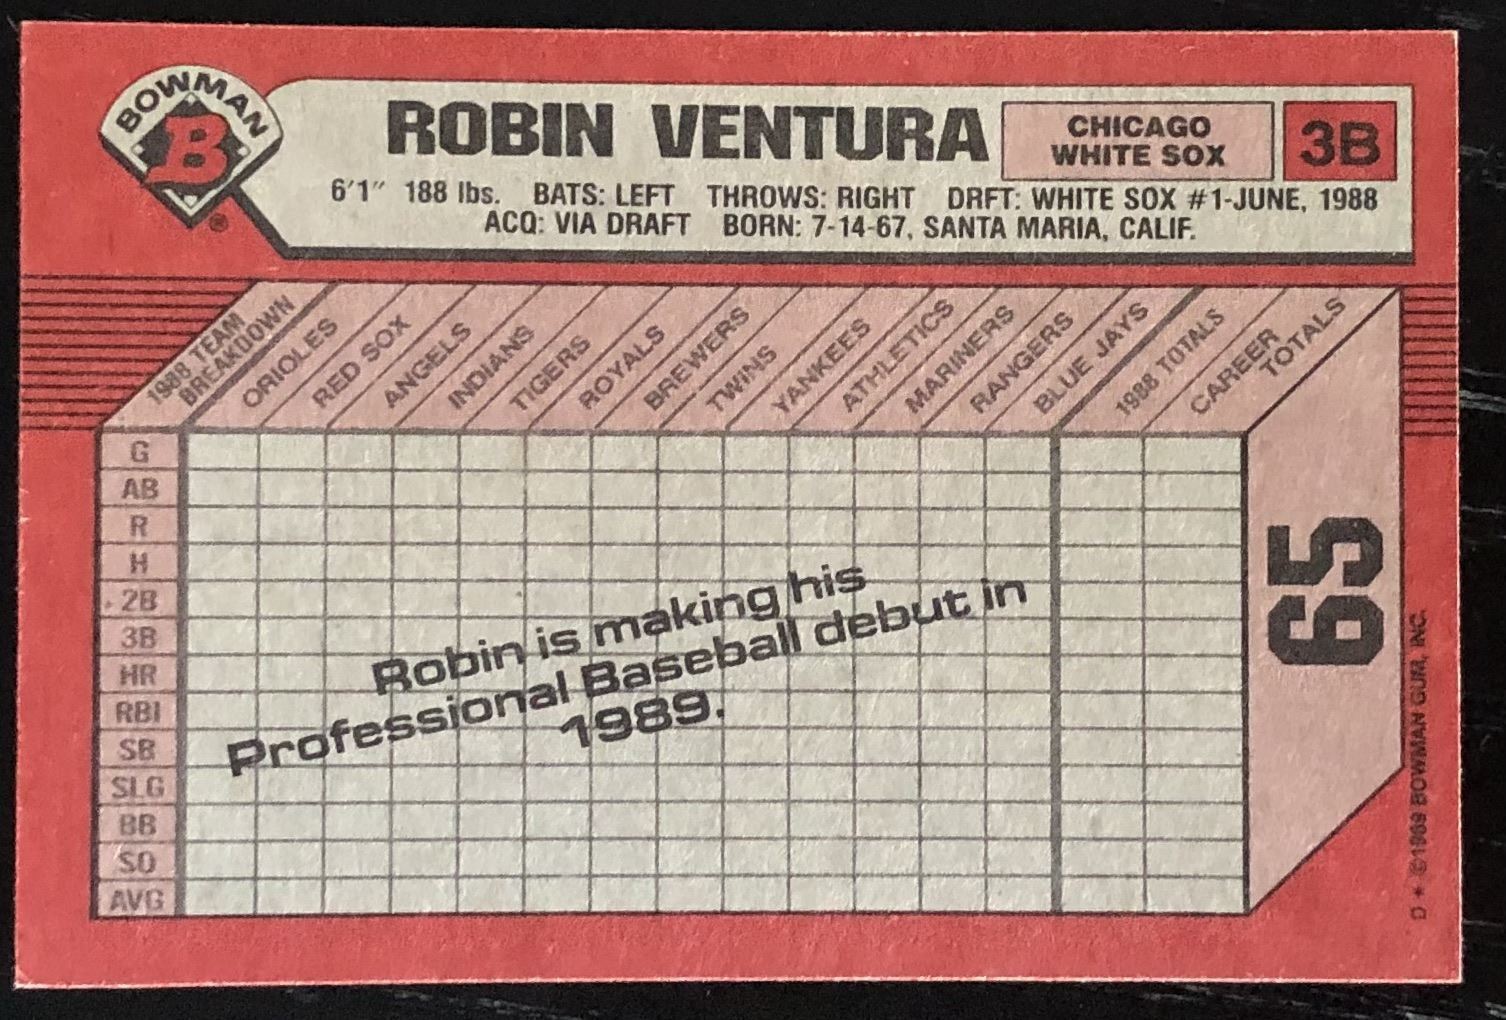 BOWMAN
B
®
ROBIN VENTURA
CHICAGO
WHITE SOX
3B
6'1" 188 lbs. BATS: LEFT THROWS: RIGHT DRFT: WHITE SOX #1-JUNE, 1988
ACQ: VIA DRAFT BORN: 7-14-67, SANTA MARIA, CALIF.
1988 TEAM
BREAKDOWN
ORIOLES
RED SOX
ANGELS
INDIANS
TIGERS
ROYALS
BREWERS
TWINS
YANKEES
ATHLETICS
MARINERS
RANGERS
BLUE JAYS
1988 TOTALS
CAREER
TOTALS
G
AB
R
H
2B
3B
HR
RBI
SB
SLG
BB
SO
AVG
Robin is making his
Professional Baseball debut in
1989.
65
D * ©1989 BOWMAN GUM, INC.